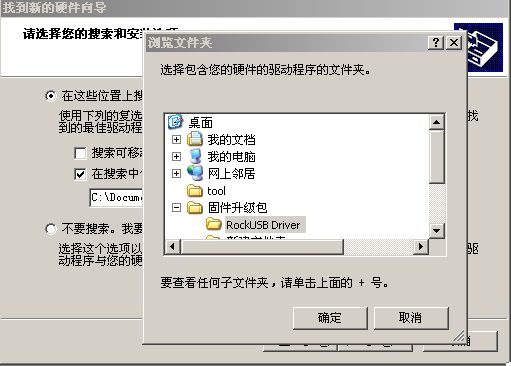 找到新的硬件向导
请选择您的搜索和安
浏览文件夹
选择包含您的硬件的驱动程序的文件夹。
在这些位置上搜
使用下列的复选
找
到的最佳驱动程
搜索可移
在搜索中
C:\Docume
不要搜索。我要
选择这个选项以
驱
动程序与您的硬
桌面
我的文档
我的电脑
网上邻居
tool
固件升级包
RockUSB Driver
要查看任何子文件夹，请单击上面的 + 号。
确定
取消